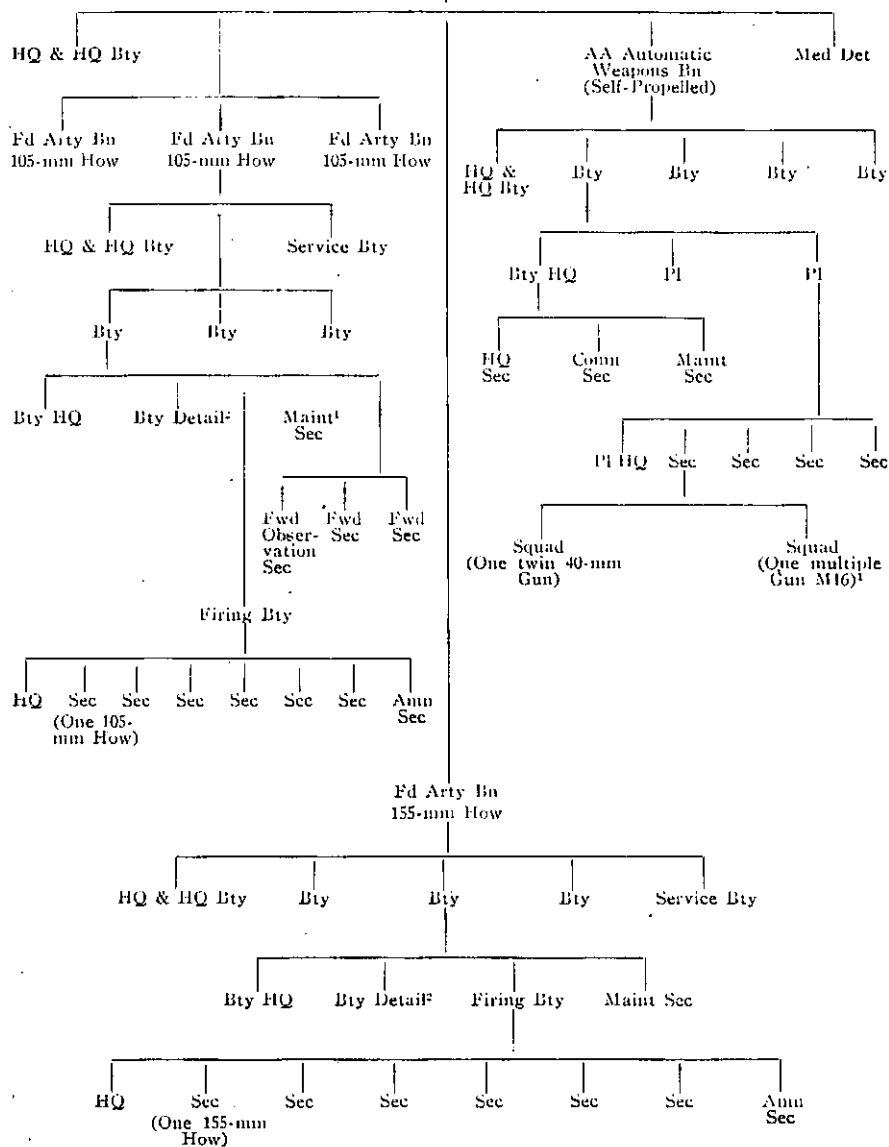 HQ & HQ Bty
AA Automatic
Weapons Bn
(Self-Propelled)
Med Det
Fd Arty Bn
105-mm How
Fd Arty Bn
105-mm How
Fd Arty Bn
105-mm How
HQ &
HQ Bty
Bty
Bty
Bty
Bty
HQ & HQ Bty
Service Bty
Bty HQ
Pl
Pl
Bty
Bty
Bty
HQ
Sec
Comn
Sec
Maint
Sec
Bty HQ
Bty Detail²
Maint¹
Sec
Pl HQ
Sec
Sec
Sec
Sec
Fwd
Obser-
vation
Sec
Fwd
Sec
Fwd
Sec
Squad
(One twin 40-mm
Gun)
Squad
(One multiple
Gun M16)¹
Firing Bty
HQ
Sec
(One 105-
mm How)
Sec
Sec
Sec
Sec
Sec
Amn
Sec
Fd Arty Bn
155-mm How
HQ & HQ Bty
Bty
Bty
Bty
Service Bty
Bty HQ
Bty Detail²
Firing Bty
Maint Sec
HQ
Sec
(One 155-mm
How)
Sec
Sec
Sec
Sec
Sec
Amn
Sec